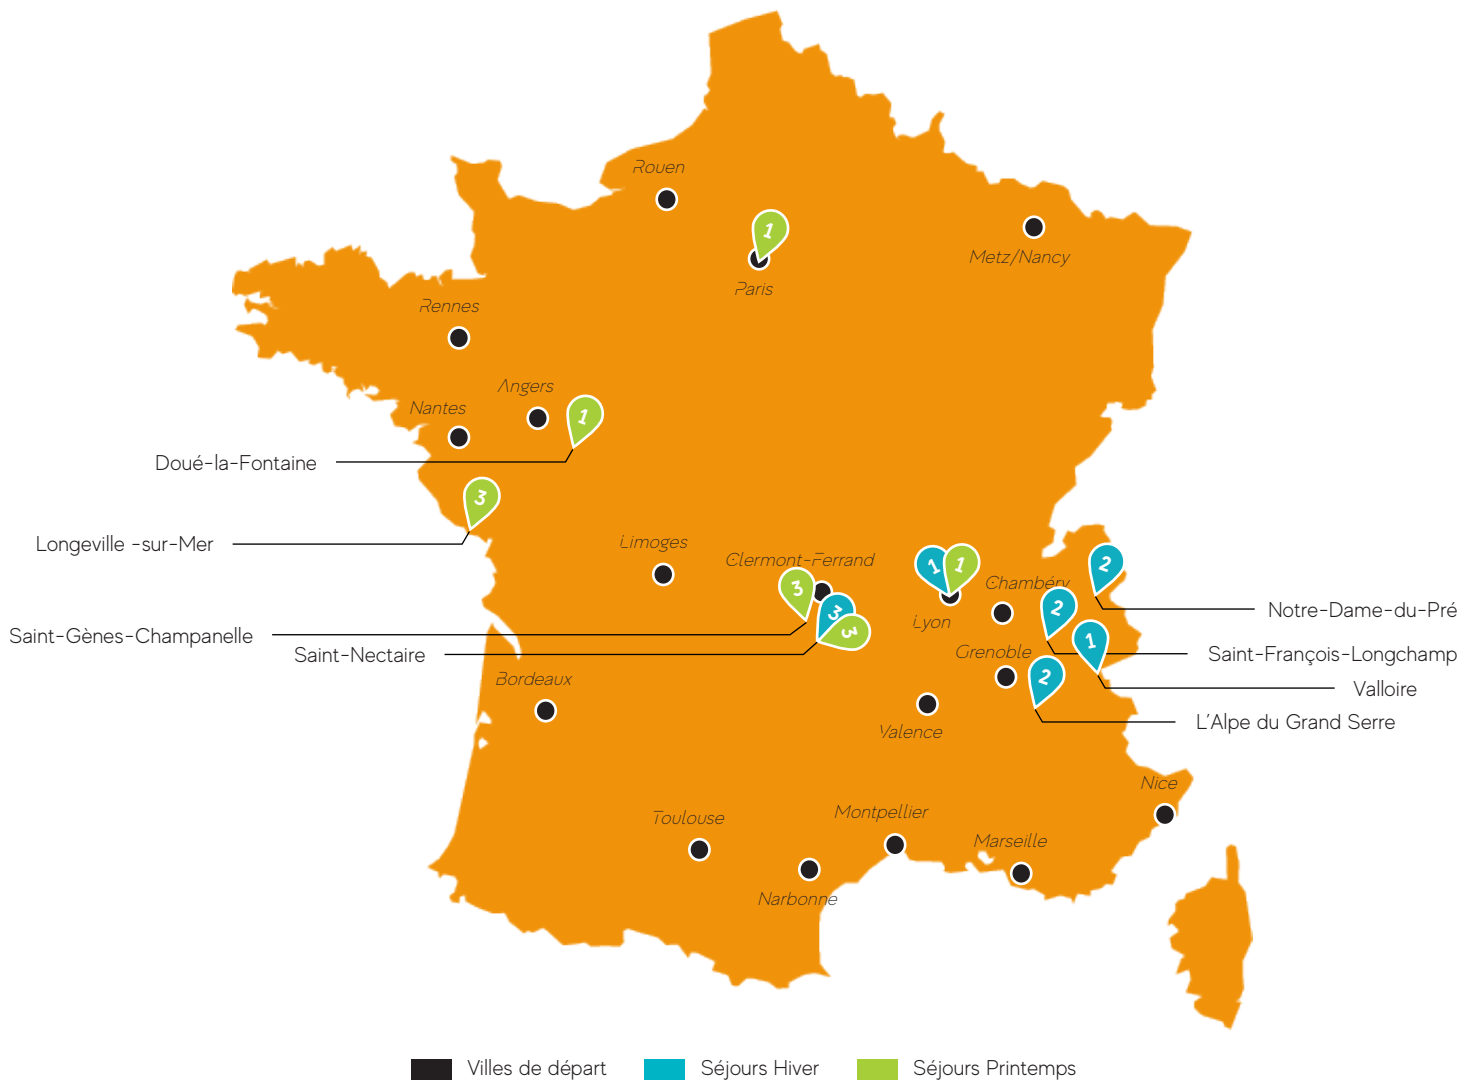 Rouen
1
Paris
Metz/Nancy
Rennes
Angers
Nantes
1
Doué-la-Fontaine
3
Longeville -sur-Mer
Limoges
Clermont-Ferrand
3
3
3
Saint-Gènes-Champanelle
Saint-Nectaire
1
1
Lyon
Chambéry
2
Notre-Dame-du-Pré
2
Saint-François-Longchamp
1
Valloire
Grenoble
2
L'Alpe du Grand Serre
Bordeaux
Valence
Nice
Toulouse
Montpellier
Marseille
Narbonne
Villes de départ
Séjours Hiver
Séjours Printemps